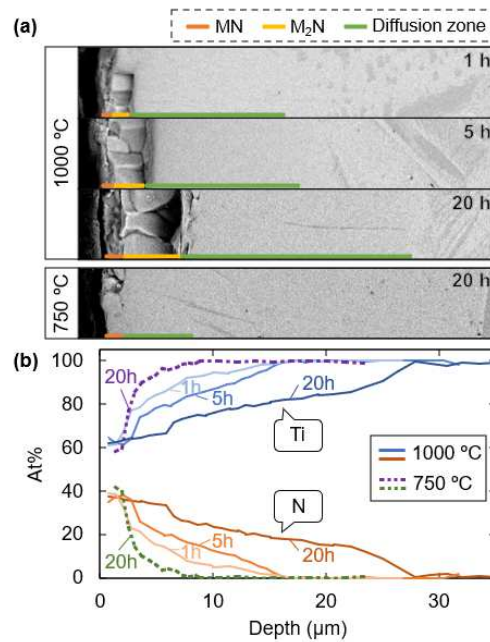 (a)
MN M₂N Diffusion zone
1000 ºC
1 h
5 h
20 h
750 ºC
20 h
(b)
100
80
60
40
20
0
At%
20h
1h
5h
20h
Ti
1000 ºC
750 ºC
N
20h
1h
5h
20h
0 10 20 30
Depth (µm)